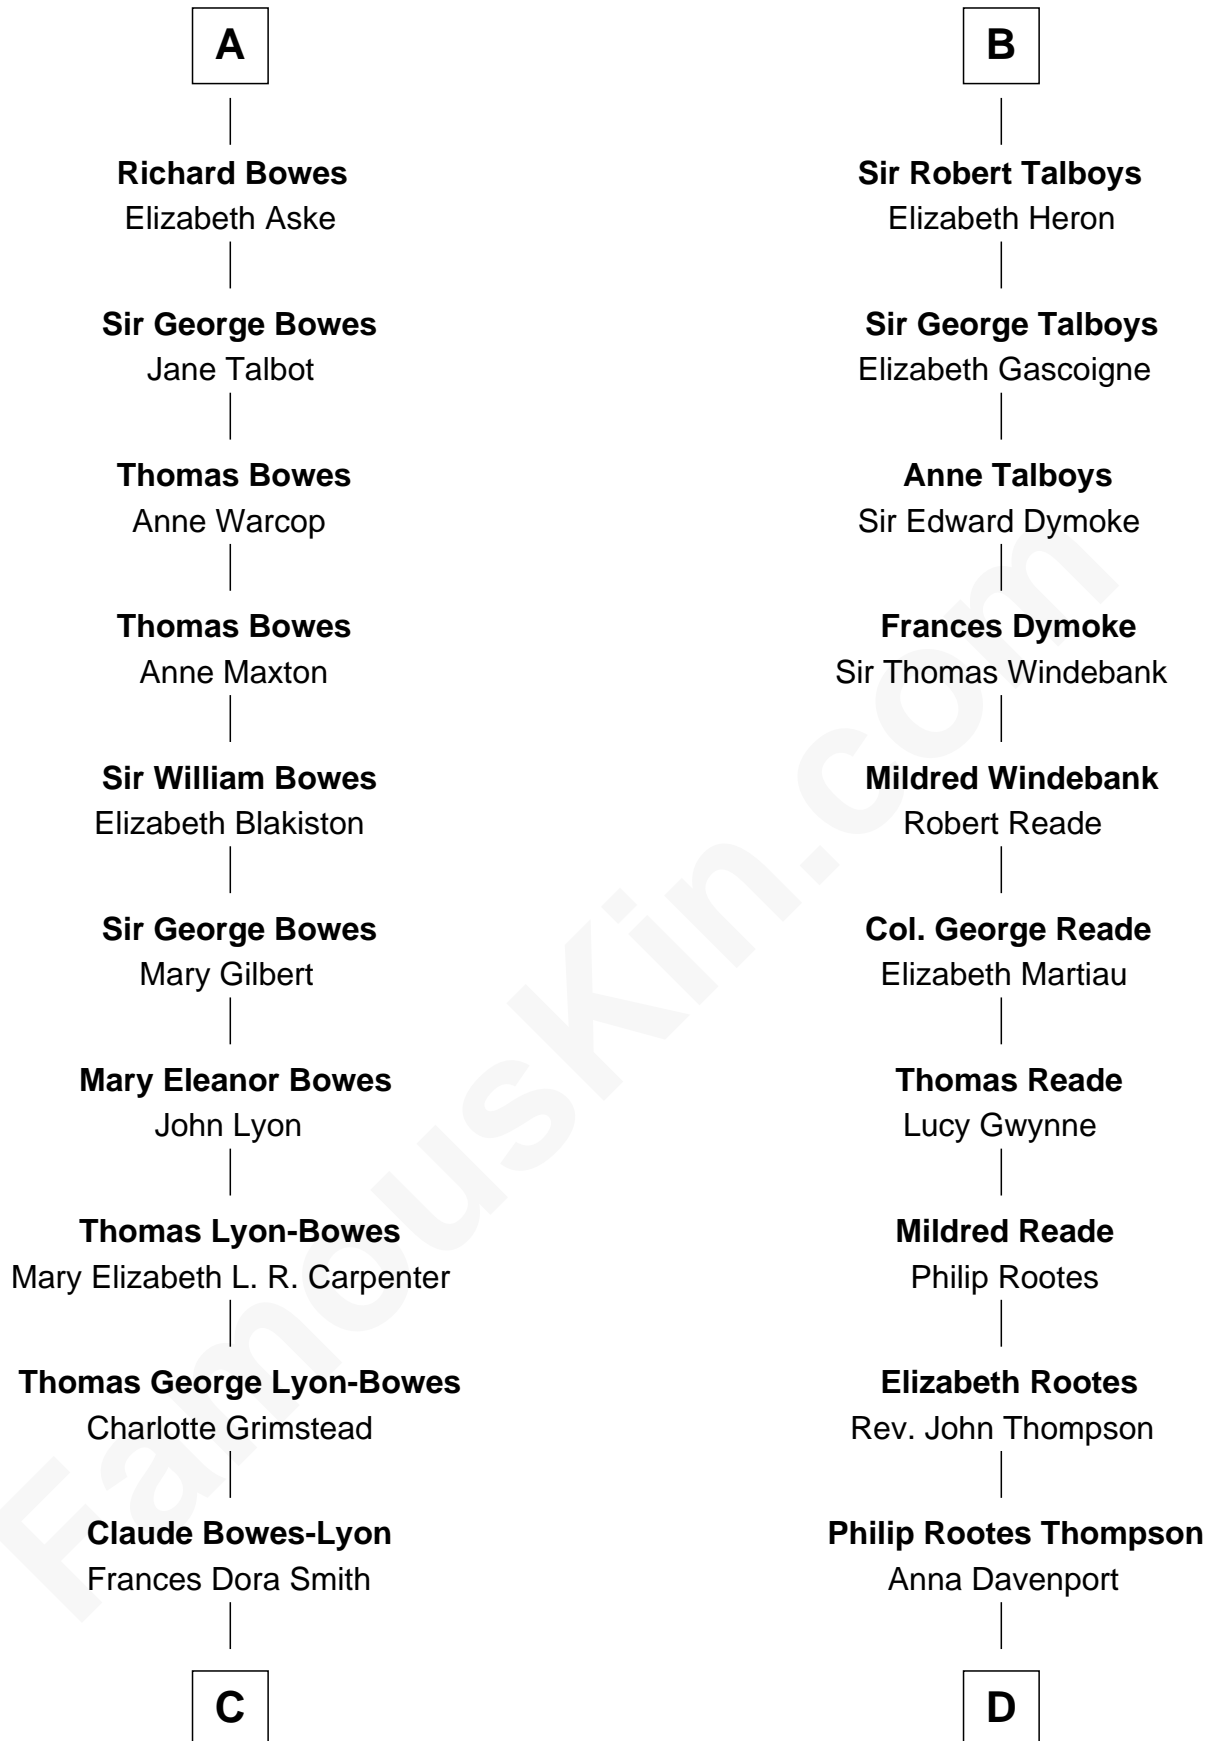 A
Richard Bowes
Elizabeth Aske
Sir George Bowes
Jane Talbot
Thomas Bowes
Anne Warcop
Thomas Bowes
Anne Maxton
Sir William Bowes
Elizabeth Blakiston
Sir George Bowes
Mary Gilbert
Mary Eleanor Bowes
John Lyon
Thomas Lyon-Bowes
Mary Elizabeth L. R. Carpenter
Thomas George Lyon-Bowes
Charlotte Grimstead
Claude Bowes-Lyon
Frances Dora Smith
C
B
Sir Robert Talboys
Elizabeth Heron
Sir George Talboys
Elizabeth Gascoigne
Anne Talboys
Sir Edward Dymoke
Frances Dymoke
Sir Thomas Windebank
Mildred Windebank
Robert Reade
Col. George Reade
Elizabeth Martiau
Thomas Reade
Lucy Gwynne
Mildred Reade
Philip Rootes
Elizabeth Rootes
Rev. John Thompson
Philip Rootes Thompson
Anna Davenport
D
FamousKin.com